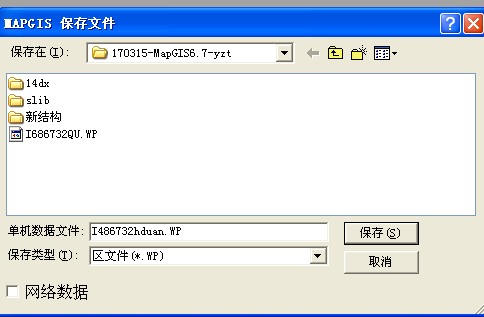 MAPGIS 保存文件
保存在(I):
170315-MapGIS6.7-yzt
14dx
slib
新结构
I686732QU.WP
单机数据文件:
I486732hduan.WP
保存(S)
保存类型(T):
区文件(*.WP)
取消
网络数据